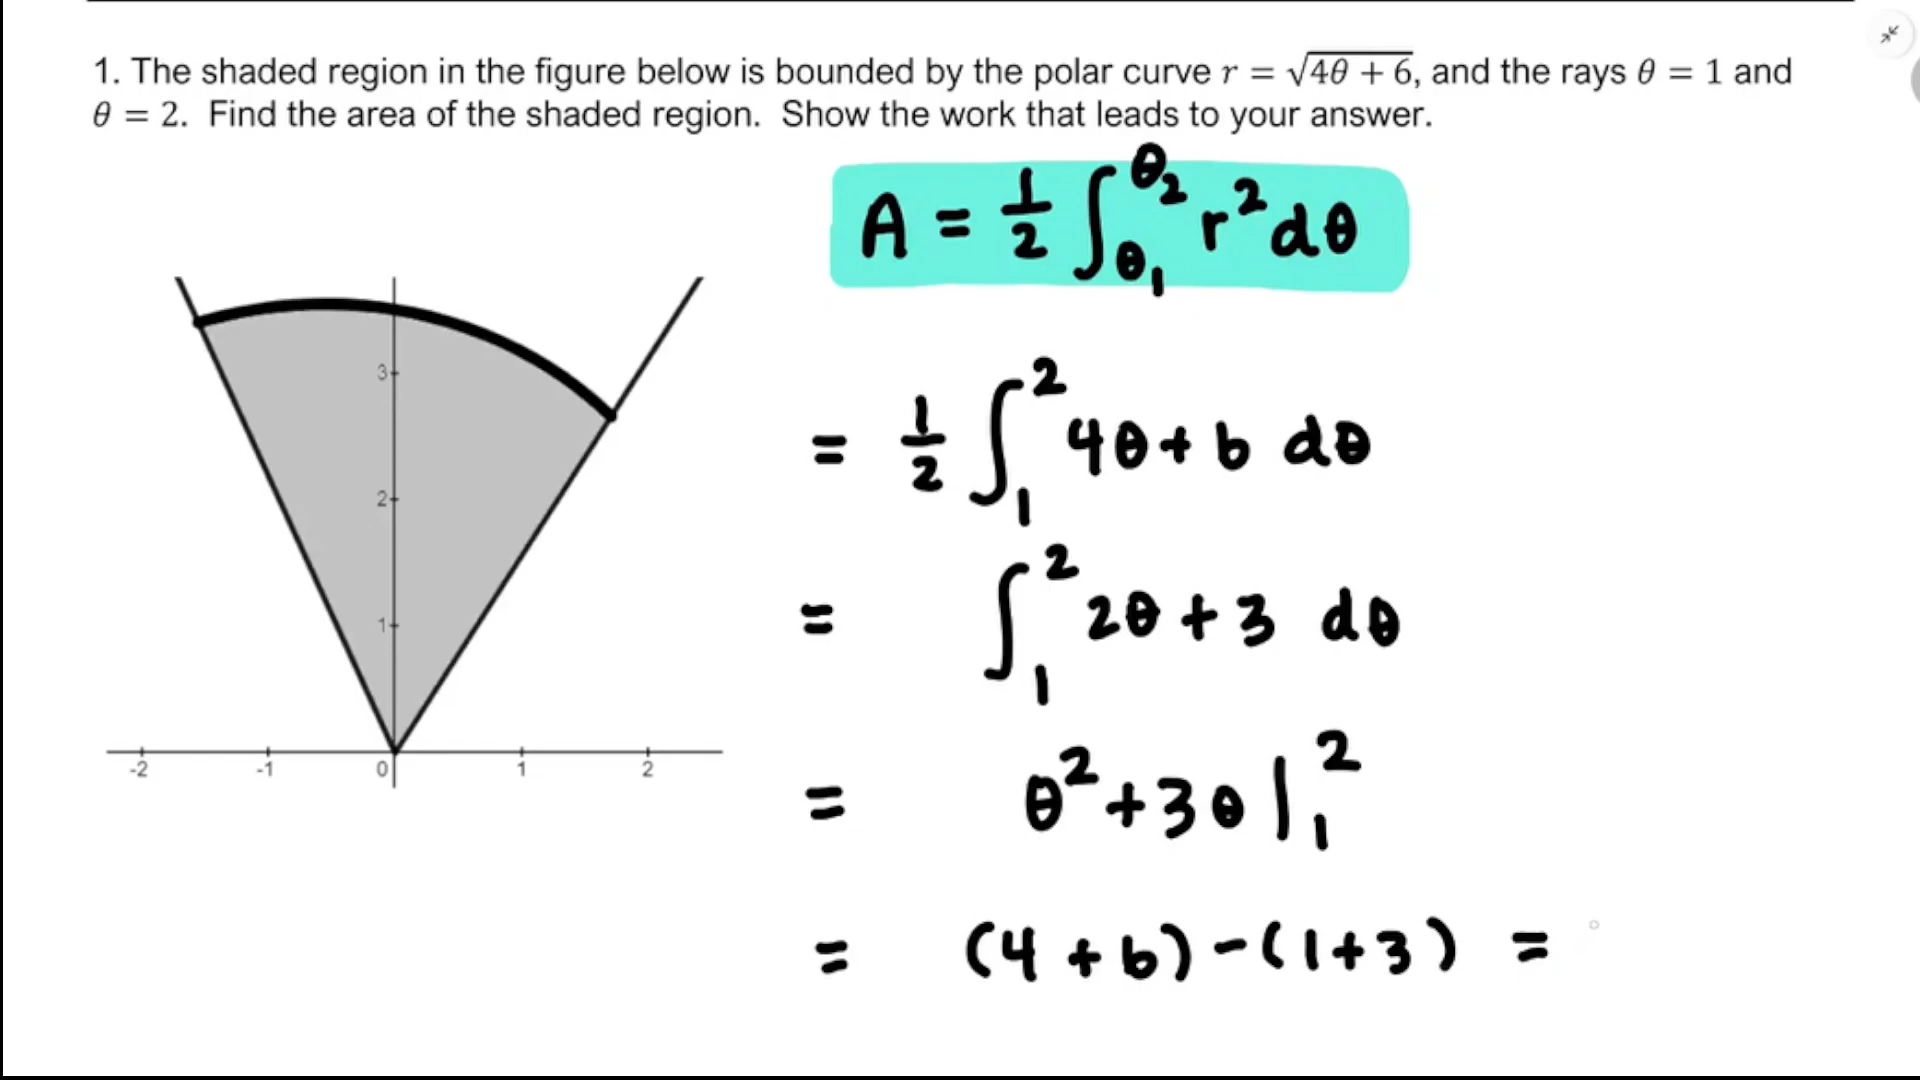 1. The shaded region in the figure below is bounded by the polar curve r = √(4θ + 6), and the rays θ = 1 and
θ = 2. Find the area of the shaded region. Show the work that leads to your answer.
A = 1/2 ∫_θ₁^θ₂ r² dθ
= 1/2 ∫_1^2 4θ + 6 dθ
= ∫_1^2 2θ + 3 dθ
= θ² + 3θ |_1^2
= (4 + 6) - (1 + 3) =
3
2
1
-2 -1 0 1 2